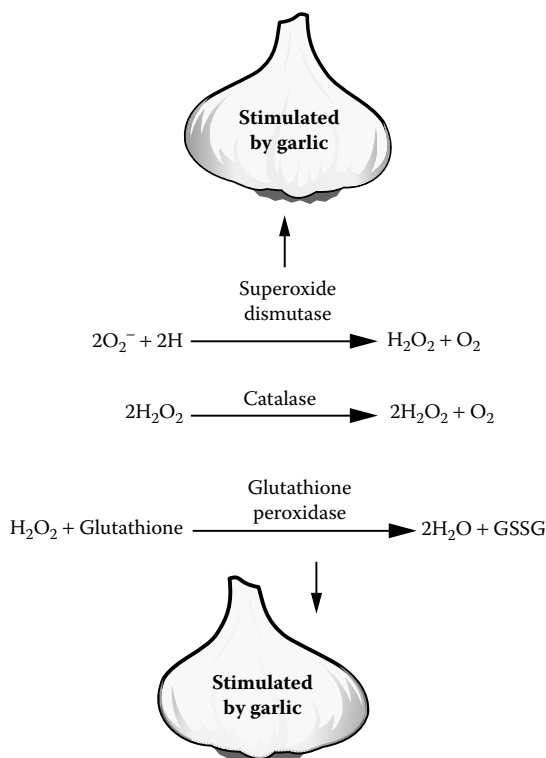 Stimulated
by garlic
Superoxide
dismutase
2O₂⁻ + 2H → H₂O₂ + O₂
Catalase
2H₂O₂ → 2H₂O₂ + O₂
Glutathione
peroxidase
H₂O₂ + Glutathione → 2H₂O + GSSG
Stimulated
by garlic